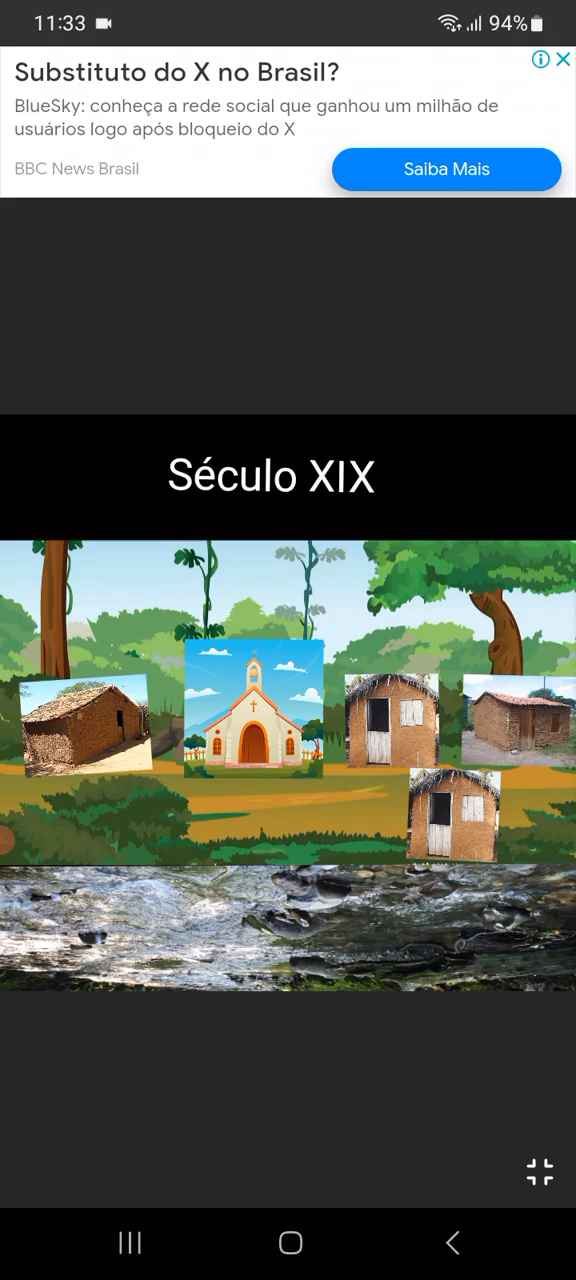 11:33
94%
Substituto do X no Brasil?
BlueSky: conheça a rede social que ganhou um milhão de
usuários logo após bloqueio do X
BBC News Brasil
Saiba Mais
Século XIX